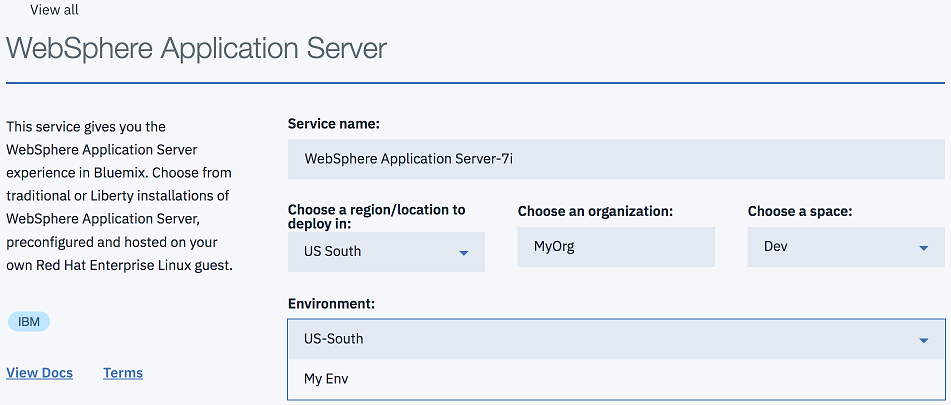 View all
WebSphere Application Server
This service gives you the
WebSphere Application Server
experience in Bluemix. Choose from
traditional or Liberty installations of
WebSphere Application Server,
preconfigured and hosted on your
own Red Hat Enterprise Linux guest.
IBM
View Docs Terms
Service name:
WebSphere Application Server-7i
Choose a region/location to
deploy in:
US South
Choose an organization:
MyOrg
Choose a space:
Dev
Environment:
US-South
My Env